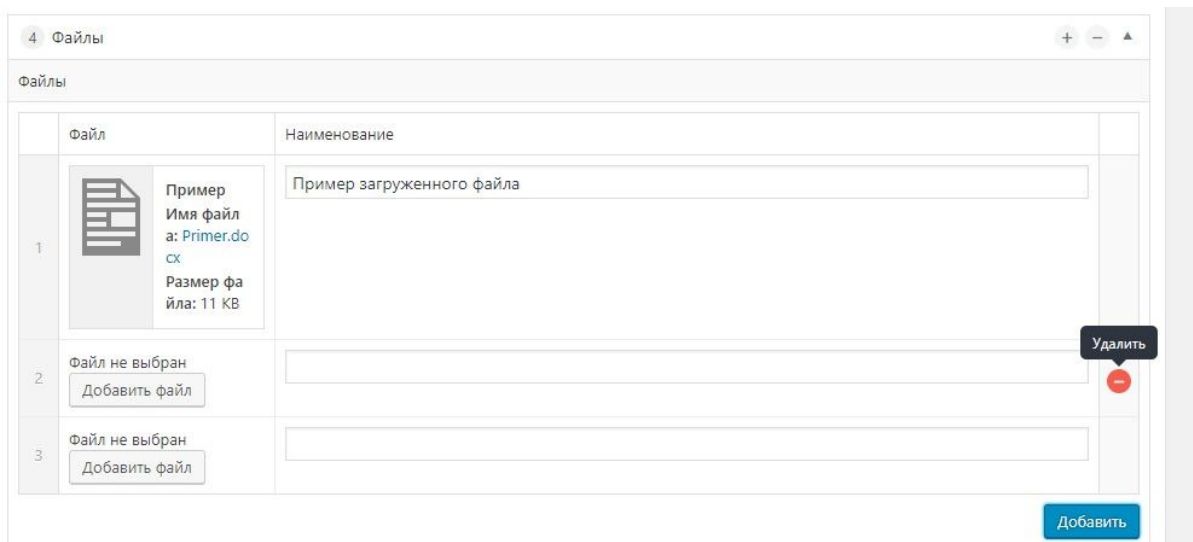 4 Файлы + − ▲
Файлы
Файл Наименование
1
Пример
Имя файл
а: Primer.do
cx
Размер фа
йла: 11 KB
Пример загруженного файла
Удалить
2
Файл не выбран
Добавить файл
3
Файл не выбран
Добавить файл
Добавить